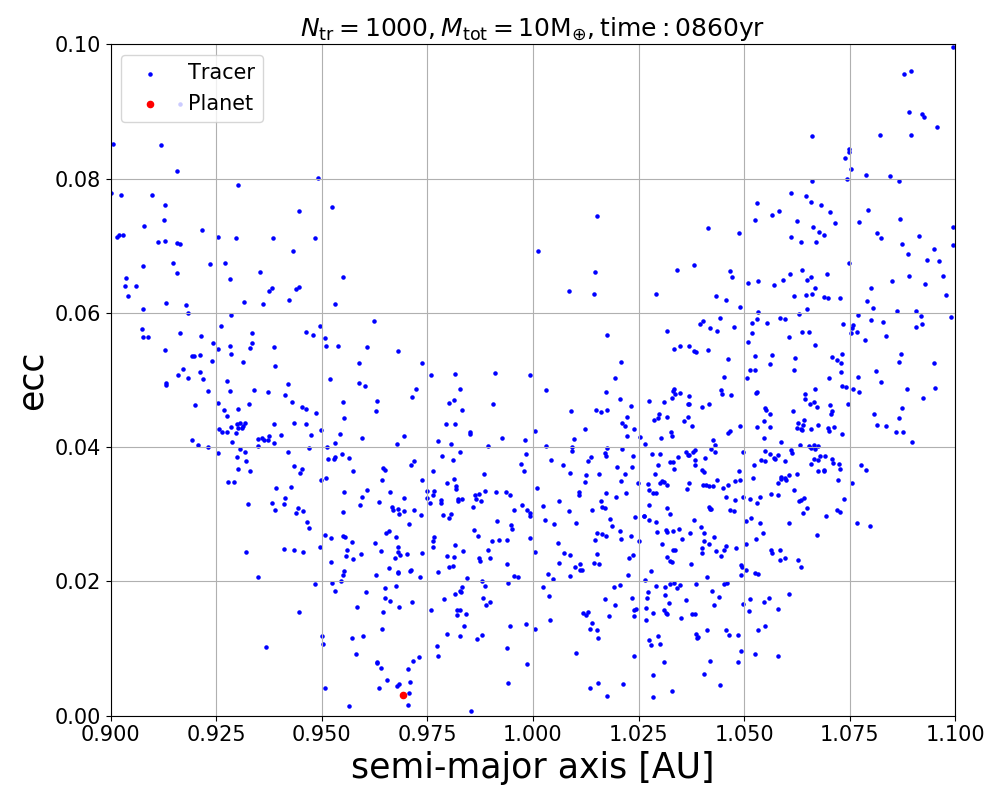 N_tr = 1000, M_tot = 10M_⊕, time : 0860yr
Tracer
Planet
0.10
0.08
0.06
0.04
0.02
0.00
ecc
0.900 0.925 0.950 0.975 1.000 1.025 1.050 1.075 1.100
semi-major axis [AU]